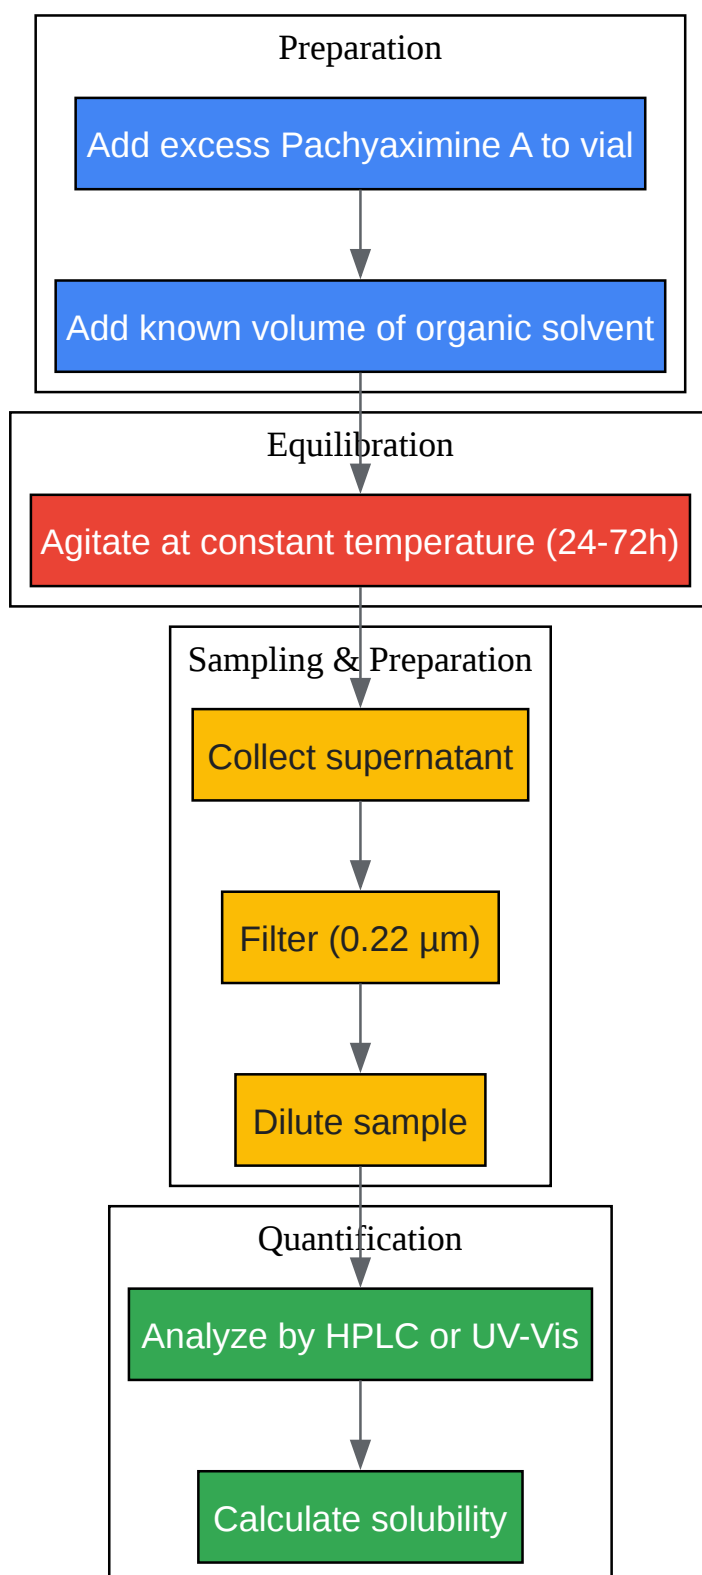 Preparation
Add excess Pachyaximine A to vial
Add known volume of organic solvent
Equilibration
Agitate at constant temperature (24-72h)
Sampling & Preparation
Collect supernatant
Filter (0.22 µm)
Dilute sample
Quantification
Analyze by HPLC or UV-Vis
Calculate solubility